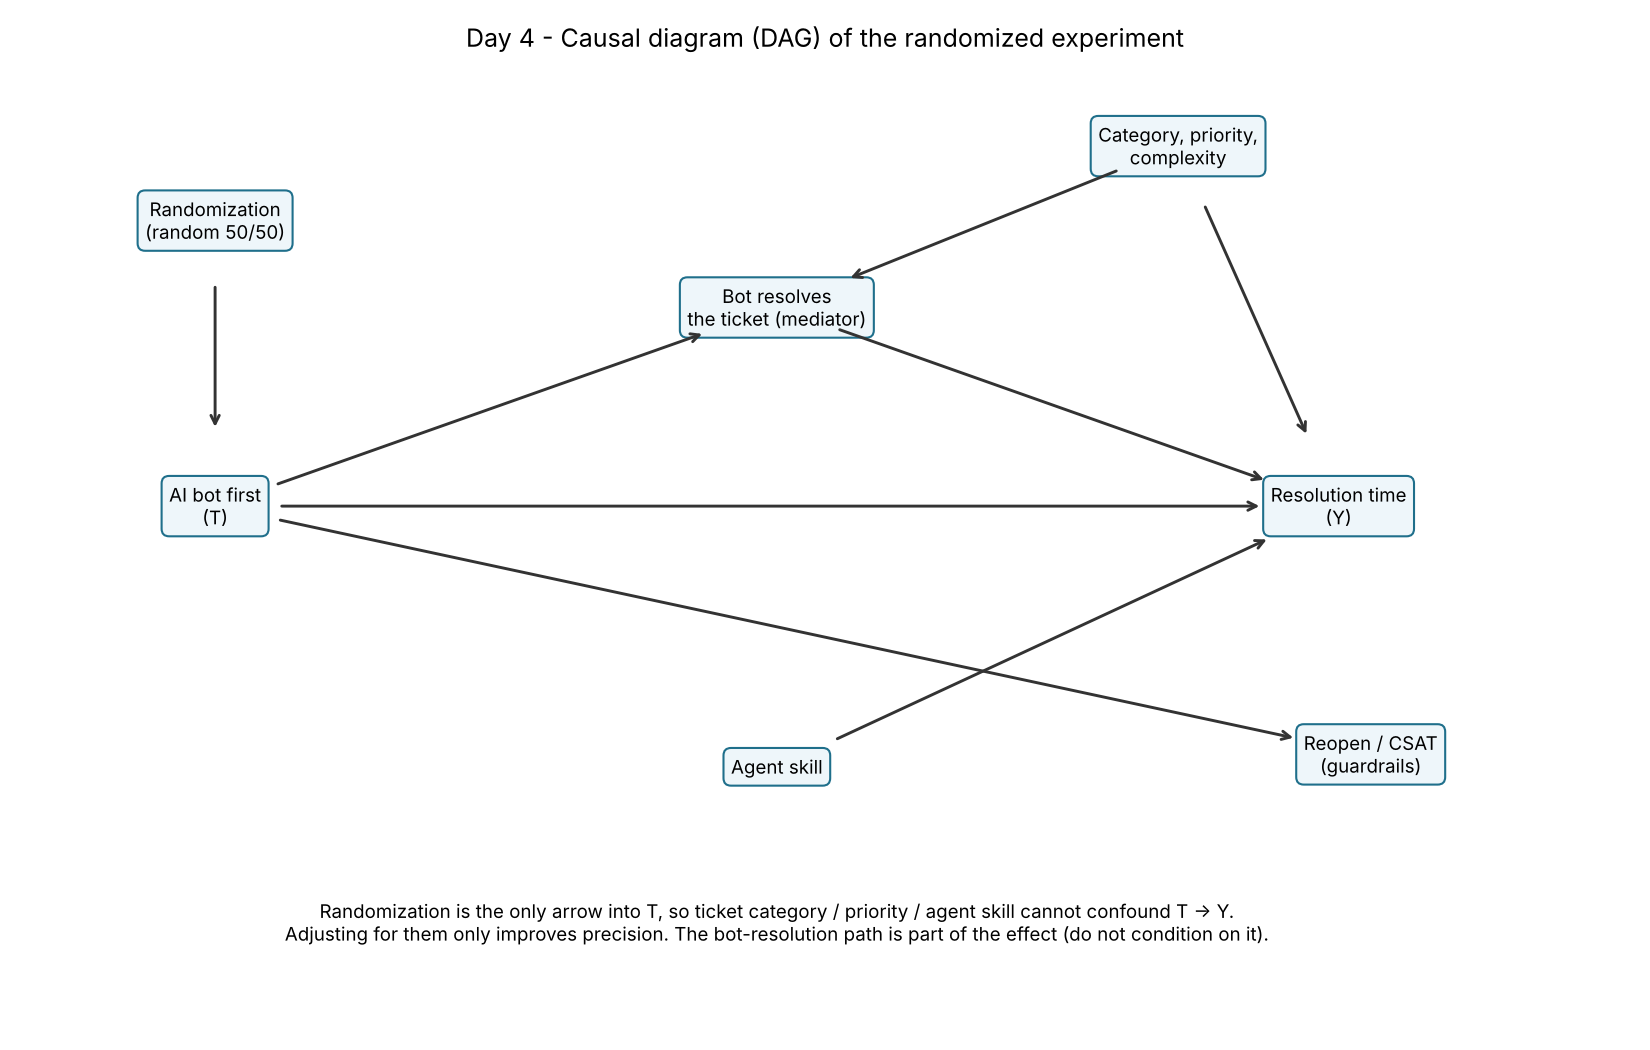 Day 4 - Causal diagram (DAG) of the randomized experiment
Category, priority,
complexity
Randomization
(random 50/50)
Bot resolves
the ticket (mediator)
AI bot first
(T)
Resolution time
(Y)
Agent skill
Reopen / CSAT
(guardrails)
Randomization is the only arrow into T, so ticket category / priority / agent skill cannot confound T → Y.
Adjusting for them only improves precision. The bot-resolution path is part of the effect (do not condition on it).